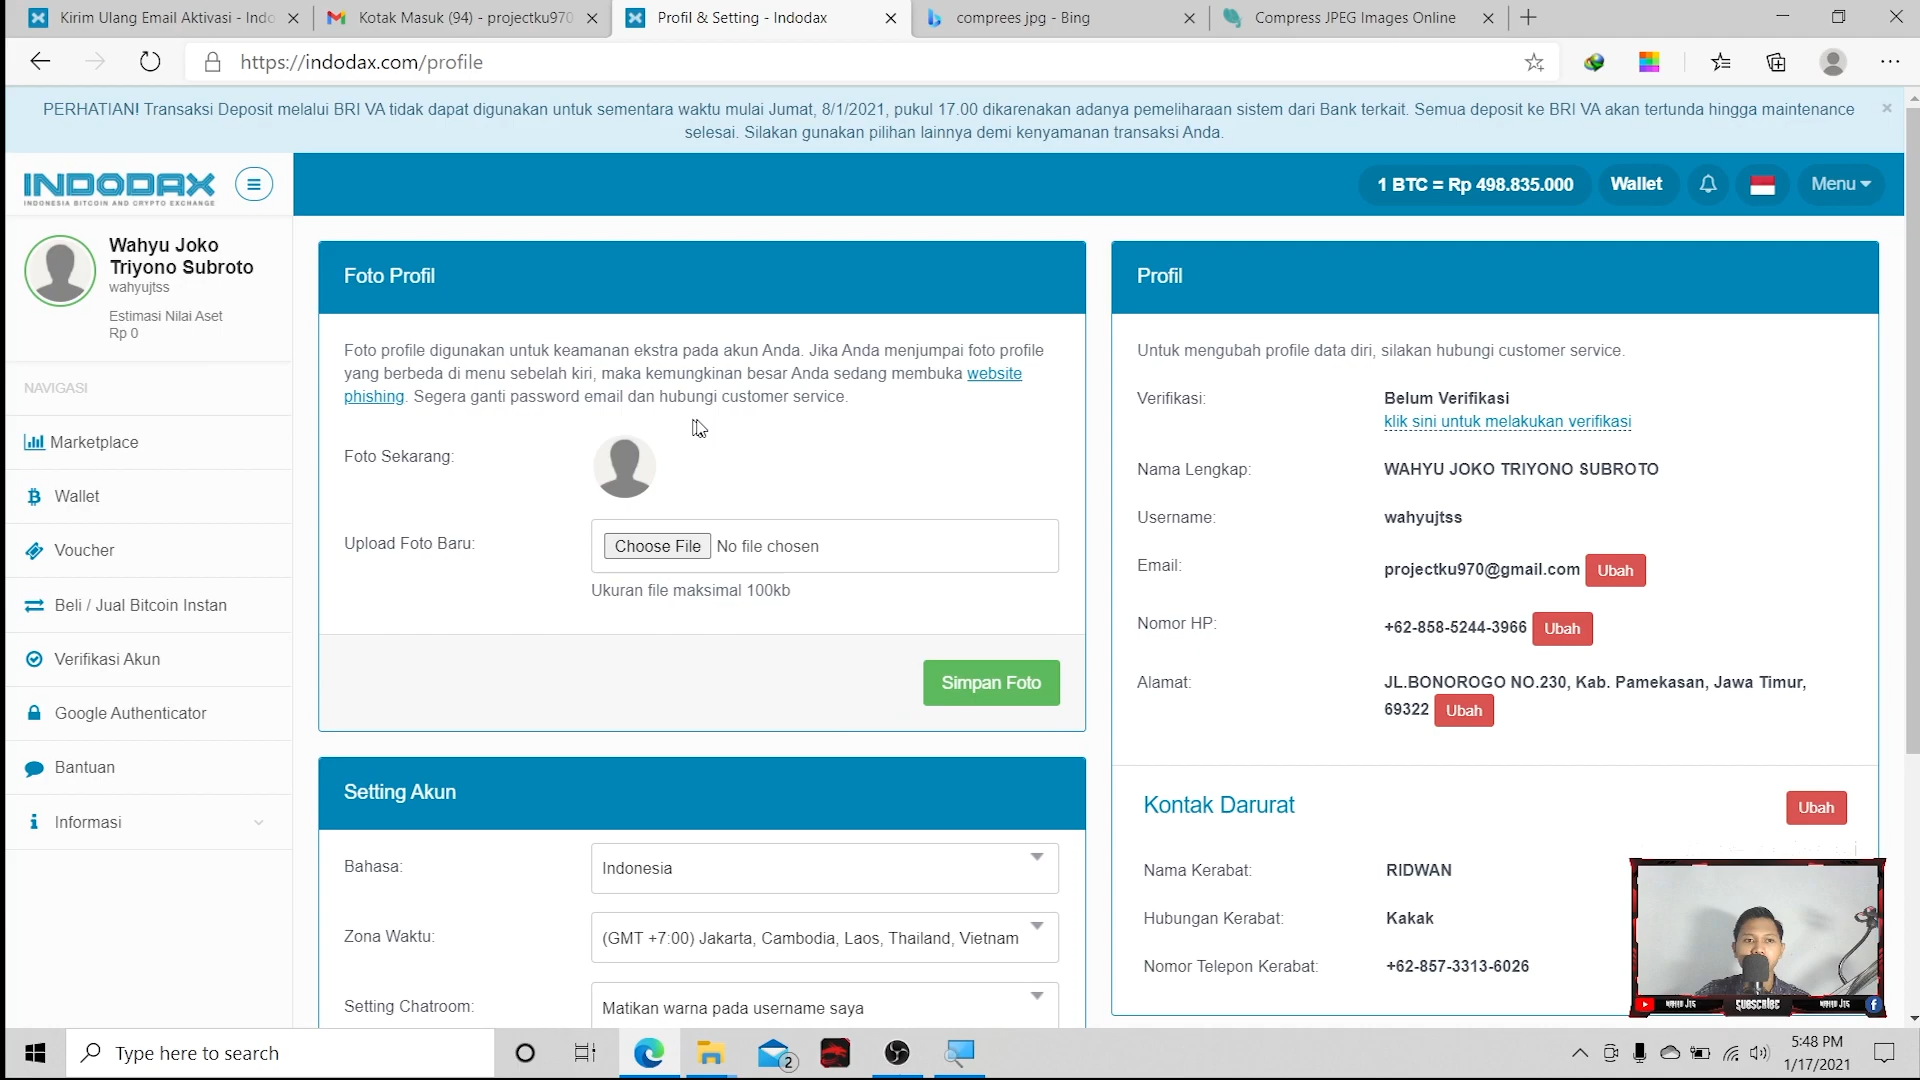 Kirim Ulang Email Aktivasi - Indo
Kotak Masuk (94) - projectku970
Profil & Setting - Indodax
comprees jpg - Bing
Compress JPEG Images Online
https://indodax.com/profile
PERHATIAN! Transaksi Deposit melalui BRI VA tidak dapat digunakan untuk sementara waktu mulai Jumat, 8/1/2021, pukul 17.00 dikarenakan adanya pemeliharaan sistem dari Bank terkait. Semua deposit ke BRI VA akan tertunda hingga maintenance
selesai. Silakan gunakan pilihan lainnya demi kenyamanan transaksi Anda.
INDODAX
INDONESIA BITCOIN AND CRYPTO EXCHANGE
1 BTC = Rp 498.835.000
Wallet
Menu
Wahyu Joko
Triyono Subroto
wahyujtss
Estimasi Nilai Aset
Rp 0
NAVIGASI
Marketplace
Wallet
Voucher
Beli / Jual Bitcoin Instan
Verifikasi Akun
Google Authenticator
Bantuan
Informasi
Foto Profil
Foto profile digunakan untuk keamanan ekstra pada akun Anda. Jika Anda menjumpai foto profile
yang berbeda di menu sebelah kiri, maka kemungkinan besar Anda sedang membuka website
phishing. Segera ganti password email dan hubungi customer service.
Foto Sekarang:
Upload Foto Baru:
Choose File No file chosen
Ukuran file maksimal 100kb
Simpan Foto
Setting Akun
Bahasa:
Indonesia
Zona Waktu:
(GMT +7:00) Jakarta, Cambodia, Laos, Thailand, Vietnam
Setting Chatroom:
Matikan warna pada username saya
Profil
Untuk mengubah profile data diri, silakan hubungi customer service.
Verifikasi:
Belum Verifikasi
klik sini untuk melakukan verifikasi
Nama Lengkap:
WAHYU JOKO TRIYONO SUBROTO
Username:
wahyujtss
Email:
projectku970@gmail.com Ubah
Nomor HP:
+62-858-5244-3966 Ubah
Alamat:
JL.BONOROGO NO.230, Kab. Pamekasan, Jawa Timur,
69322 Ubah
Kontak Darurat
Ubah
Nama Kerabat:
RIDWAN
Hubungan Kerabat:
Kakak
Nomor Telepon Kerabat:
+62-857-3313-6026
SUBSCRIBE
Type here to search
2
5:48 PM
1/17/2021